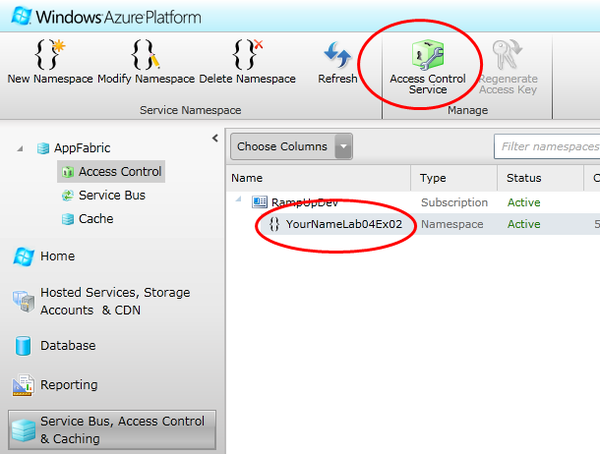 Windows Azure Platform
New Namespace Modify Namespace Delete Namespace Refresh Access Control Service Regenerate Access Key
Service Namespace Manage
AppFabric
Access Control
Service Bus
Cache
Home
Hosted Services, Storage
Accounts & CDN
Database
Reporting
Service Bus, Access Control
& Caching
Choose Columns Filter namespaces
Name Type Status C
RampUpDev Subscription Active
YourNameLab04Ex02 Namespace Active 5